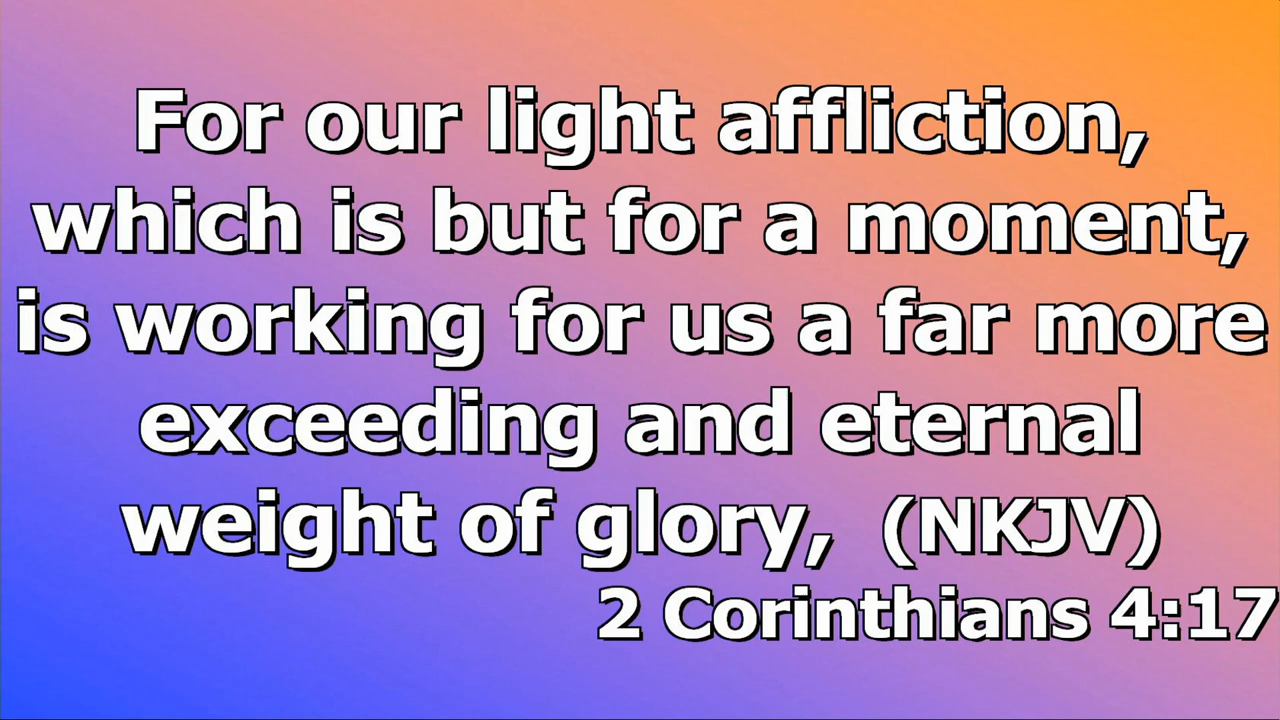 For our light affliction,
which is but for a moment,
is working for us a far more
exceeding and eternal
weight of glory,  (NKJV)
2 Corinthians 4:17